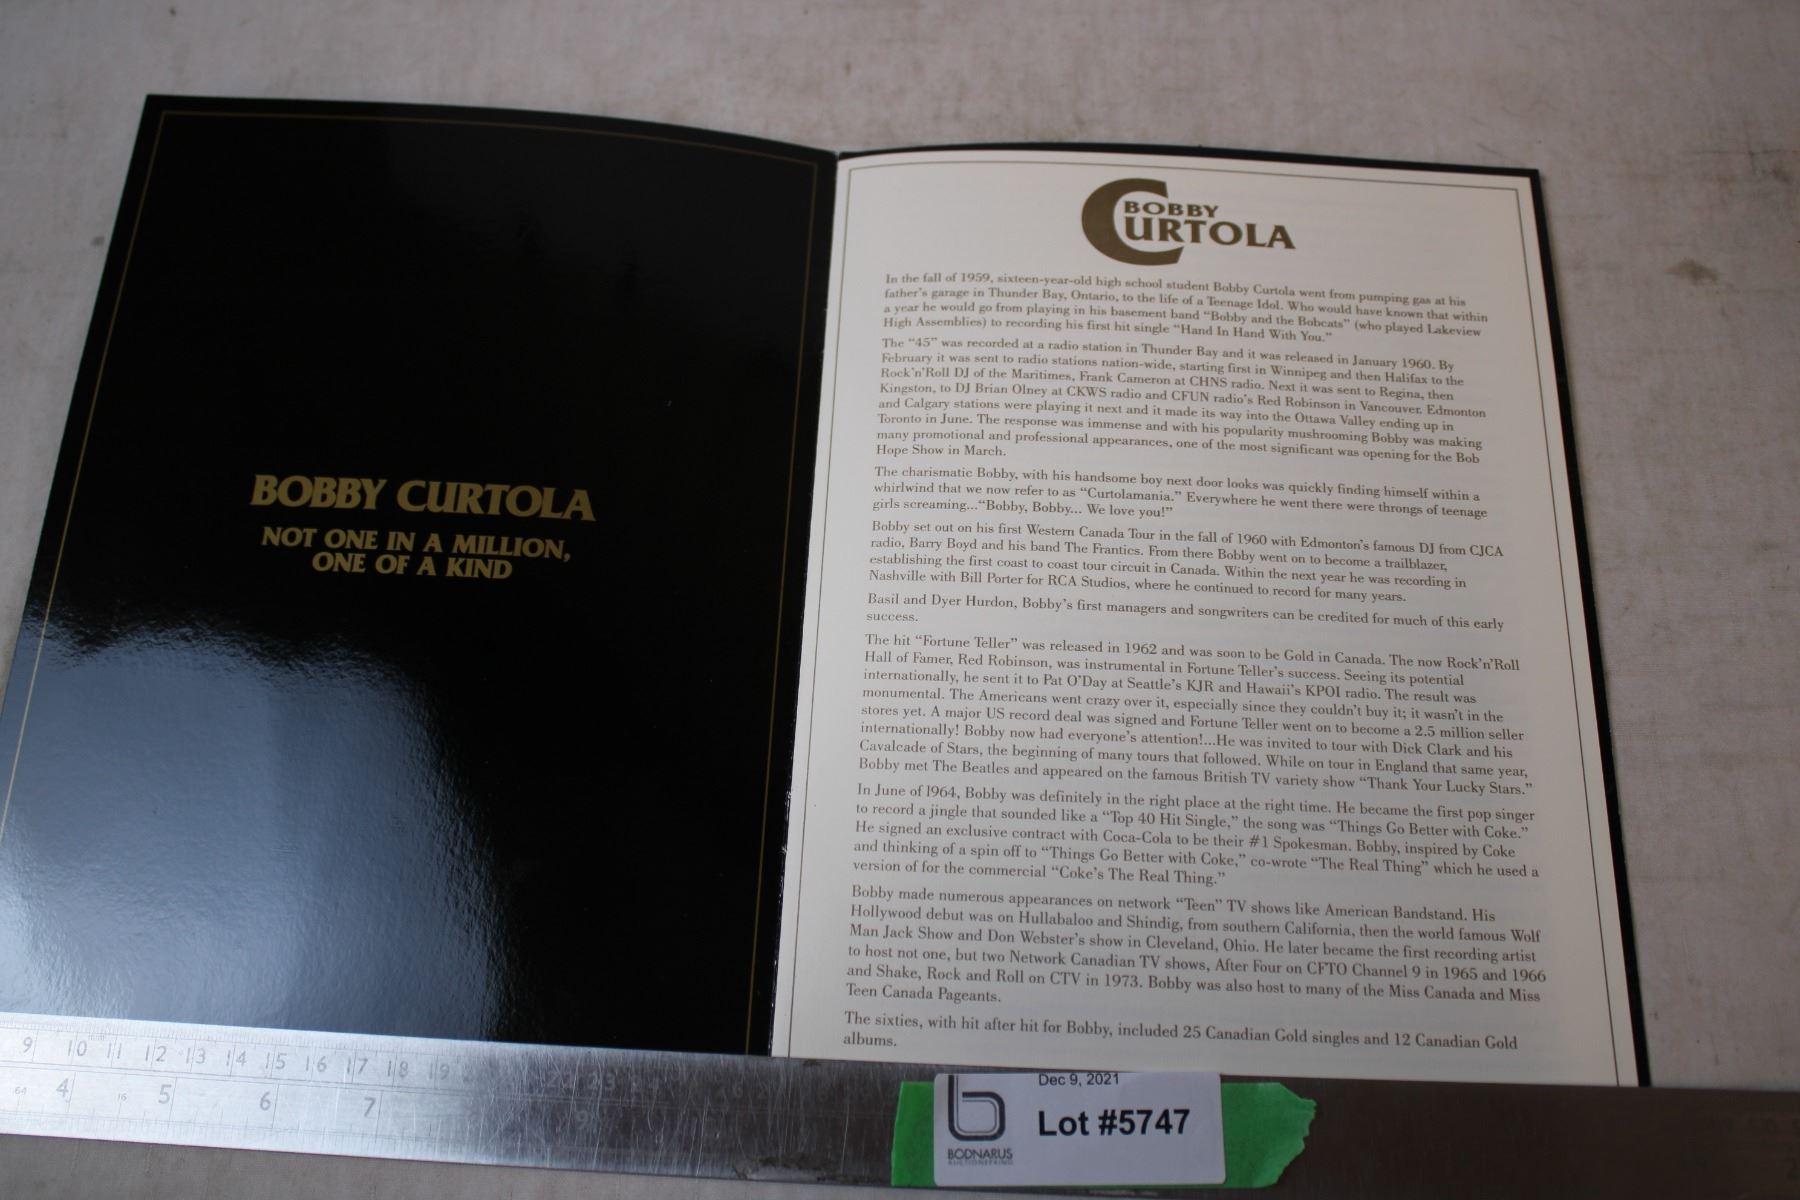 BOBBY CURTOLA
NOT ONE IN A MILLION,
ONE OF A KIND
BOBBY
CURTOLA
In the fall of 1959, sixteen-year-old high school student Bobby Curtola went from pumping gas at his
father's garage in Thunder Bay, Ontario, to the life of a Teenage Idol. Who would have known that within
a year he would go from playing in his basement band "Bobby and the Bobcats" (who played Lakeview
High Assemblies) to recording his first hit single "Hand In Hand With You."
The "45" was recorded at a radio station in Thunder Bay and it was released in January 1960. By
February it was sent to radio stations nation-wide, starting first in Winnipeg and then Halifax to the
Rock'n'Roll DJ of the Maritimes, Frank Cameron at CHNS radio. Next it was sent to Regina, then
Kingston, to DJ Brian Olney at CKWS radio and CFUN radio's Red Robinson in Vancouver. Edmonton
and Calgary stations were playing it next and it made its way into the Ottawa Valley ending up in
Toronto in June. The response was immense and with his popularity mushrooming Bobby was making
many promotional and professional appearances, one of the most significant was opening for the Bob
Hope Show in March.
The charismatic Bobby, with his handsome boy next door looks was quickly finding himself within a
whirlwind that we now refer to as "Curtolamania." Everywhere he went there were throngs of teenage
girls screaming..."Bobby, Bobby... We love you!"
Bobby set out on his first Western Canada Tour in the fall of 1960 with Edmonton's famous DJ from CJCA
radio, Barry Boyd and his band The Frantics. From there Bobby went on to become a trailblazer,
establishing the first coast to coast tour circuit in Canada. Within the next year he was recording in
Nashville with Bill Porter for RCA Studios, where he continued to record for many years.
Basil and Dyer Hurdon, Bobby's first managers and songwriters can be credited for much of this early
success.
The hit "Fortune Teller" was released in 1962 and was soon to be Gold in Canada. The now Rock'n'Roll
Hall of Famer, Red Robinson, was instrumental in Fortune Teller's success. Seeing its potential
internationally, he sent it to Pat O'Day at Seattle's KJR and Hawaii's KPOI radio. The result was
monumental. The Americans went crazy over it, especially since they couldn't buy it; it wasn't in the
stores yet. A major US record deal was signed and Fortune Teller went on to become a 2.5 million seller
internationally! Bobby now had everyone's attention!...He was invited to tour with Dick Clark and his
Cavalcade of Stars, the beginning of many tours that followed. While on tour in England that same year,
Bobby met The Beatles and appeared on the famous British TV variety show "Thank Your Lucky Stars."
In June of 1964, Bobby was definitely in the right place at the right time. He became the first pop singer
to record a jingle that sounded like a "Top 40 Hit Single," the song was "Things Go Better with Coke."
He signed an exclusive contract with Coca-Cola to be their #1 Spokesman. Bobby, inspired by Coke
and thinking of a spin off to "Things Go Better with Coke," co-wrote "The Real Thing" which he used a
version of for the commercial "Coke's The Real Thing."
Bobby made numerous appearances on network "Teen" TV shows like American Bandstand. His
Hollywood debut was on Hullabaloo and Shindig, from southern California, then the world famous Wolf
Man Jack Show and Don Webster's show in Cleveland, Ohio. He later became the first recording artist
to host not one, but two Network Canadian TV shows, After Four on CFTO Channel 9 in 1965 and 1966
and Shake, Rock and Roll on CTV in 1973. Bobby was also host to many of the Miss Canada and Miss
Teen Canada Pageants.
The sixties, with hit after hit for Bobby, included 25 Canadian Gold singles and 12 Canadian Gold
albums.
9 10 11 12 13 14 15 16 17 18 19 22 23
64 4 16 5 6 7 9
Dec 9, 2021
Lot #5747
BODNARUS
AUCTIONEERING